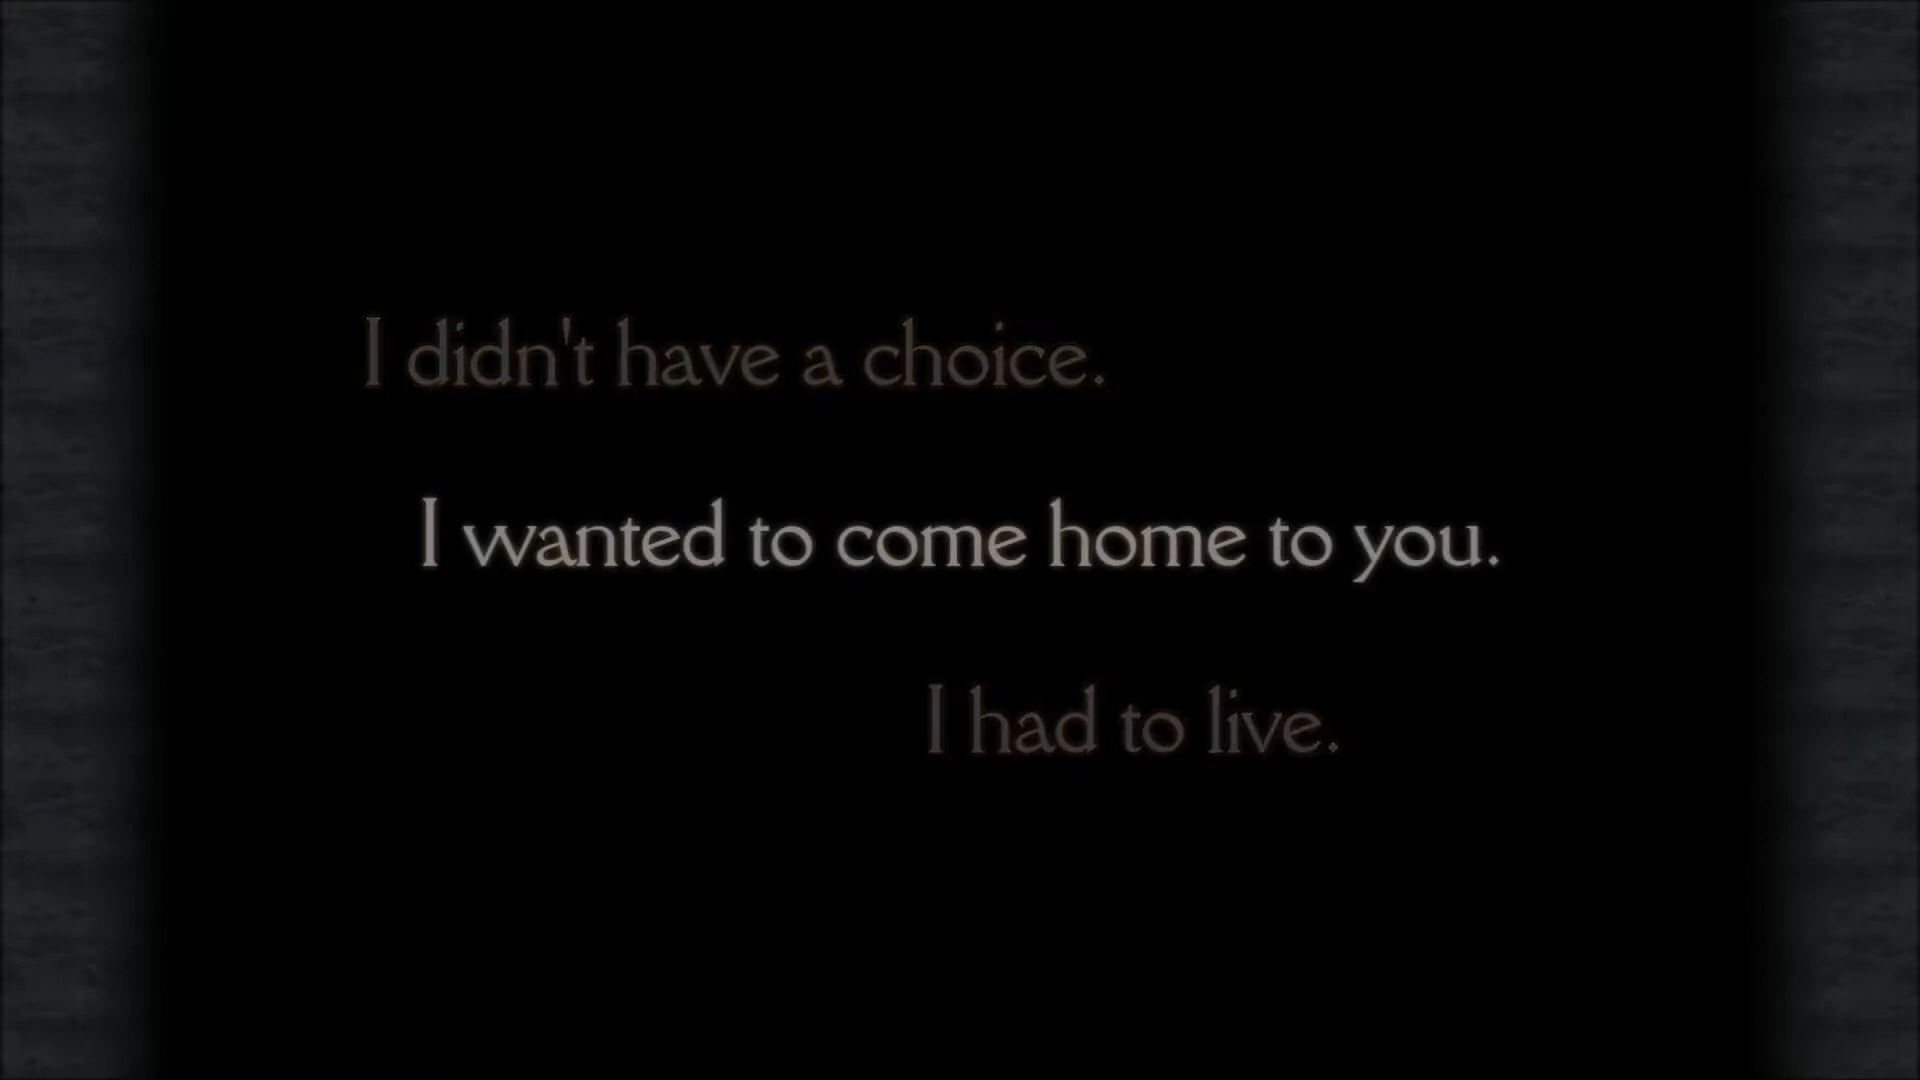 I didn't have a choice.
I wanted to come home to you.
I had to live.